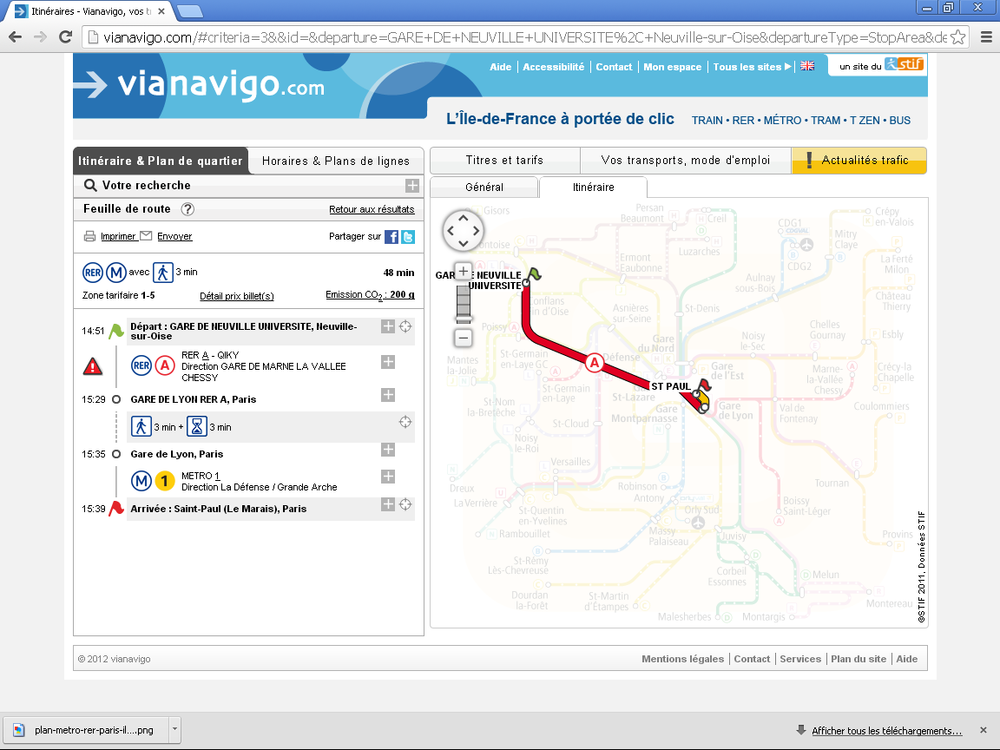 Itinéraires - Vianavigo, vos tr
vianavigo.com/#criteria=3&&id=&departure=GARE+DE+NEUVILLE+UNIVERSITE%2C+Neuville-sur-Oise&departureType=StopArea&de
Aide | Accessibilité | Contact | Mon espace | Tous les sites
un site du stif
vianavigo.com
L'Île-de-France à portée de clic TRAIN • RER • MÉTRO • TRAM • T ZEN • BUS
Itinéraire & Plan de quartier
Horaires & Plans de lignes
Titres et tarifs
Vos transports, mode d'emploi
! Actualités trafic
Votre recherche
Général
Itinéraire
Feuille de route ?
Retour aux résultats
Imprimer Envoyer
Partager sur
RER M avec 3 min
48 min
Zone tarifaire 1-5
Détail prix billet(s)
Emission CO2 : 200 g
14:51 Départ : GARE DE NEUVILLE UNIVERSITE, Neuville-
sur-Oise
RER A RER A - QIKY
Direction GARE DE MARNE LA VALLEE
CHESSY
15:29 GARE DE LYON RER A, Paris
3 min + 3 min
15:35 Gare de Lyon, Paris
M 1 METRO 1
Direction La Défense / Grande Arche
15:39 Arrivée : Saint-Paul (Le Marais), Paris
Gisors
Persan
Beaumont
Creil
Luzarches
CDG1
CDG2
Crépy
en-Valois
Mitry
Claye
La Ferté
Milon
Château
Thierry
Pontoise
Ermont
Eaubonne
Aulnay
sous-Bois
GARE DE NEUVILLE
UNIVERSITE
Conflans
Fin d'Oise
Asnières
sur-Seine
St-Denis
Poissy
Chelles
Gournay
Esbly
Noisy
le-Sec
Mantes
la-Jolie
St-Germain
en-Laye GC
La Défense
A
Gare
du Nord
Gare
de l'Est
Marne-
la-Vallée
Chessy
Crécy-la
Chapelle
St-Germain
en-Laye
ST PAUL
St-Lazare
St-Nom
la-Bretèche
Gare
Montparnasse
Gare
de Lyon
Val de
Fontenay
Coulommiers
St-Cloud
Noisy
le-Roi
Versailles
Dreux
La Verrière
Robinson
Antony
Orly Sud
Tournan
Boissy
Saint-Léger
St-Quentin
en-Yvelines
Rambouillet
Massy
Palaiseau
Juvisy
Provins
St-Rémy
Lès-Chevreuse
Corbeil
Essonnes
Melun
Dourdan
la-Forêt
St-Martin
d'Étampes
Malesherbes
Montargis
Montereau
©STIF 2011, Données STIF
© 2012 vianavigo
Mentions légales | Contact | Services | Plan du site | Aide
plan-metro-rer-paris-il....png
Afficher tous les téléchargements...